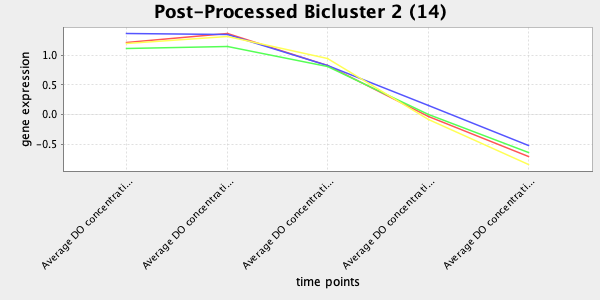 Post-Processed Bicluster 2 (14)
gene expression
1.0
0.5
0.0
-0.5
Average DO concentrati...
Average DO concentrati...
Average DO concentrati...
Average DO concentrati...
Average DO concentrati...
time points